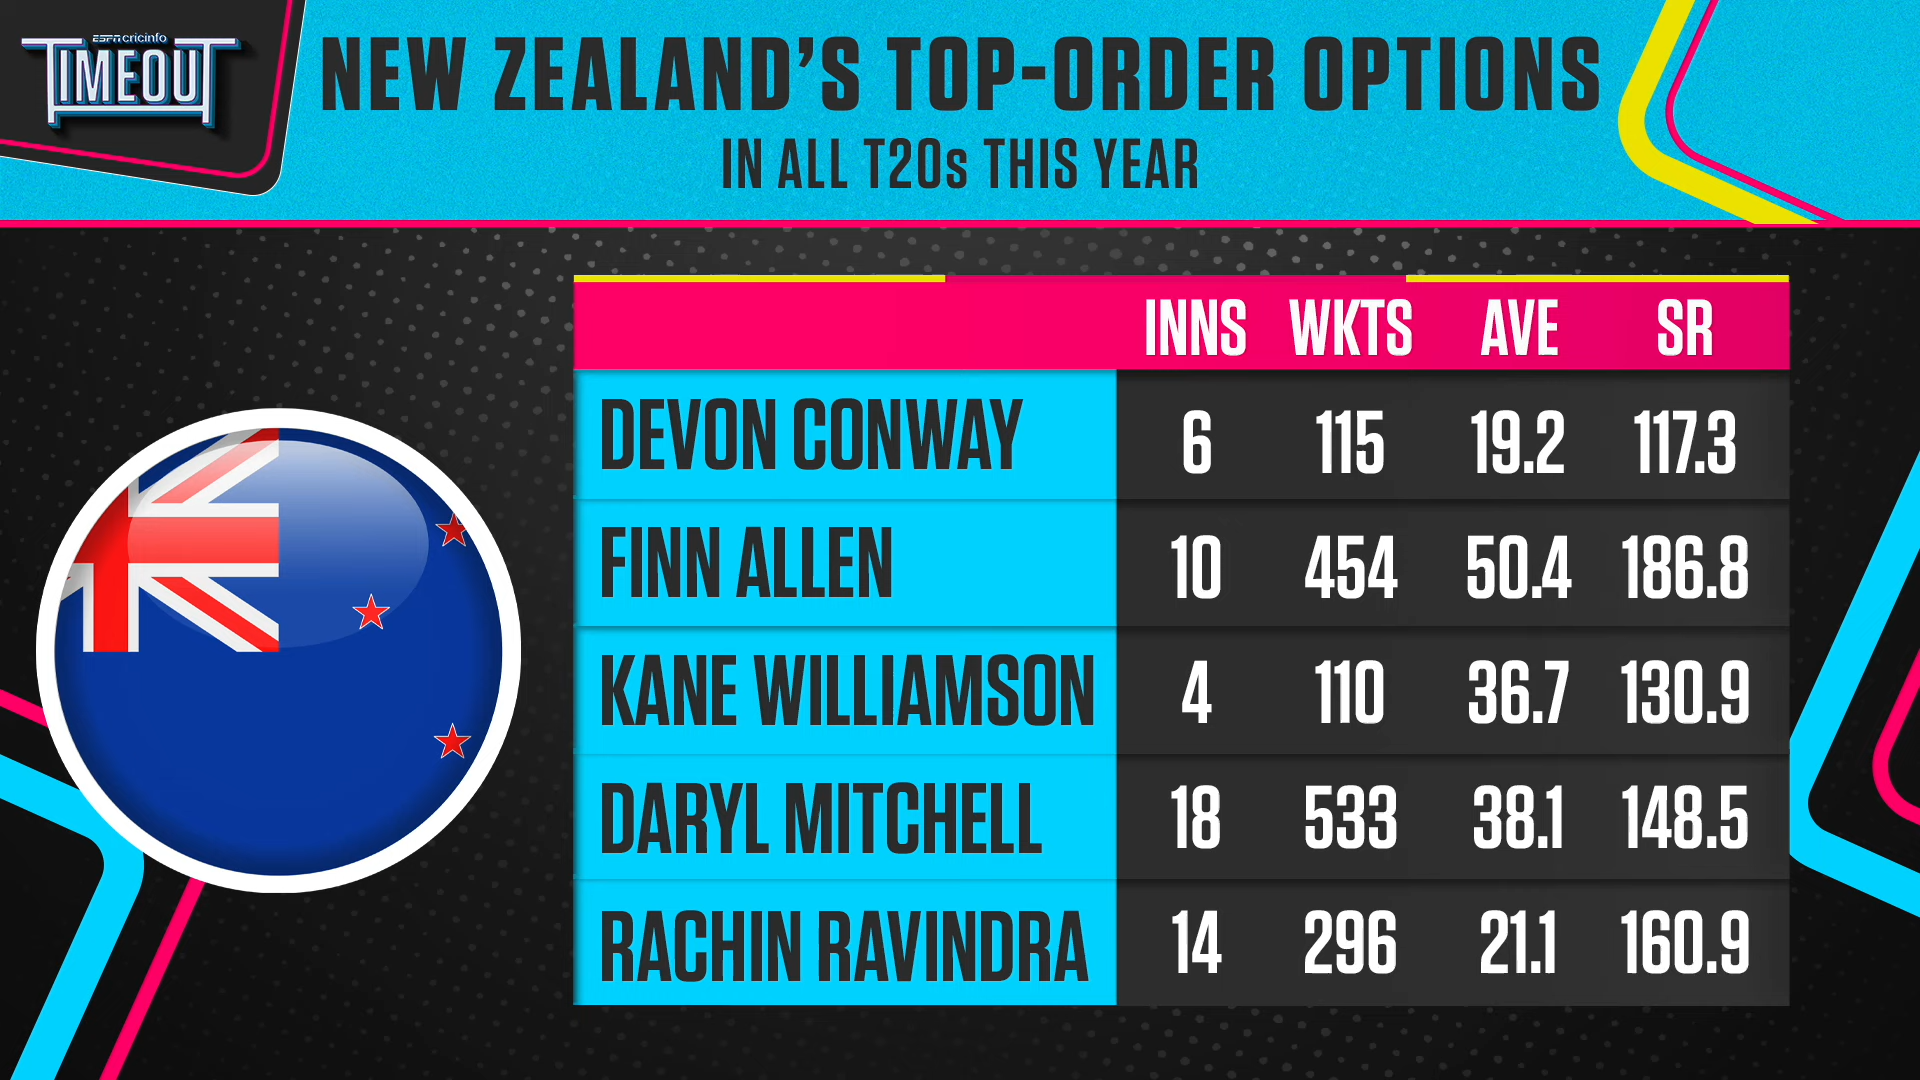 ESPN cricinfo
TIMEOUT
NEW ZEALAND'S TOP-ORDER OPTIONS
IN ALL T20s THIS YEAR
INNS WKTS AVE SR
DEVON CONWAY 6 115 19.2 117.3
FINN ALLEN 10 454 50.4 186.8
KANE WILLIAMSON 4 110 36.7 130.9
DARYL MITCHELL 18 533 38.1 148.5
RACHIN RAVINDRA 14 296 21.1 160.9